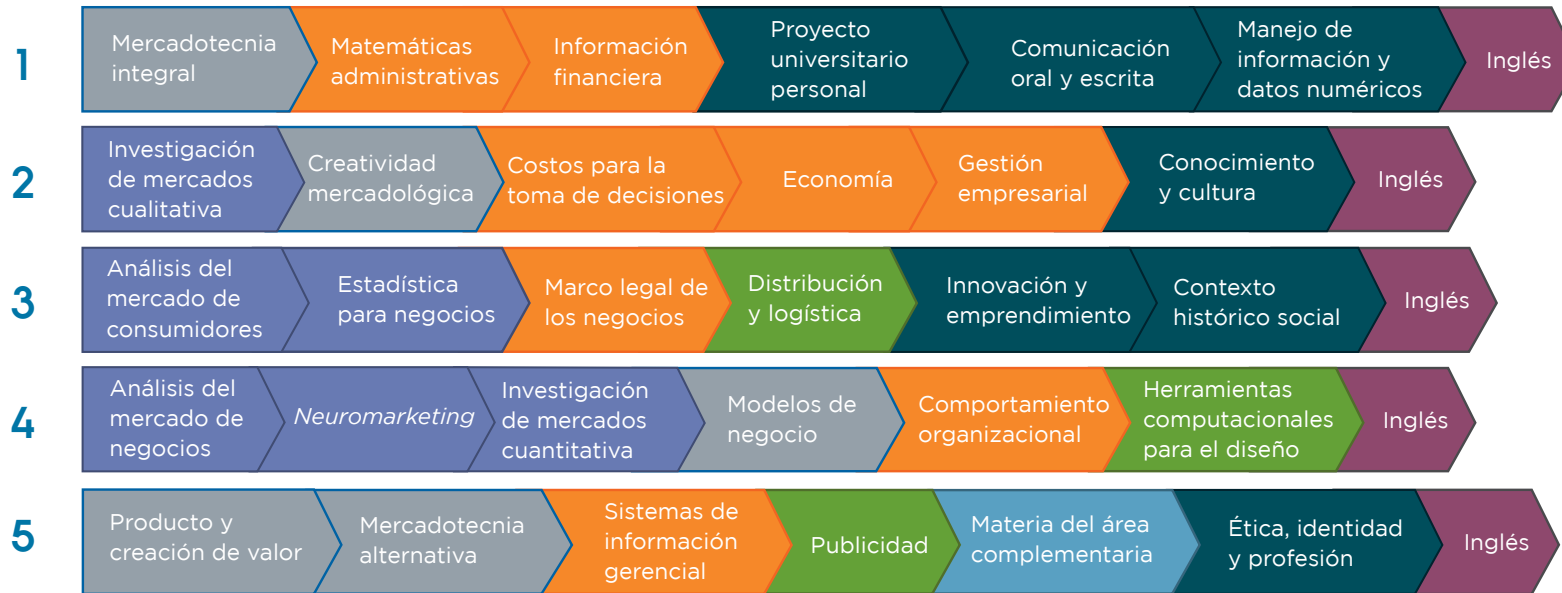 1
Mercadotecnia
integral
Matemáticas
administrativas
Información
financiera
Proyecto
universitario
personal
Comunicación
oral y escrita
Manejo de
información y
datos numéricos
Inglés
2
Investigación
de mercados
cualitativa
Creatividad
mercadológica
Costos para la
toma de decisiones
Economía
Gestión
empresarial
Conocimiento
y cultura
Inglés
3
Análisis del
mercado de
consumidores
Estadística
para negocios
Marco legal de
los negocios
Distribución
y logística
Innovación y
emprendimiento
Contexto
histórico social
Inglés
4
Análisis del
mercado de
negocios
Neuromarketing
Investigación
de mercados
cuantitativa
Modelos de
negocio
Comportamiento
organizacional
Herramientas
computacionales
para el diseño
Inglés
5
Producto y
creación de valor
Mercadotecnia
alternativa
Sistemas de
información
gerencial
Publicidad
Materia del área
complementaria
Ética, identidad
y profesión
Inglés